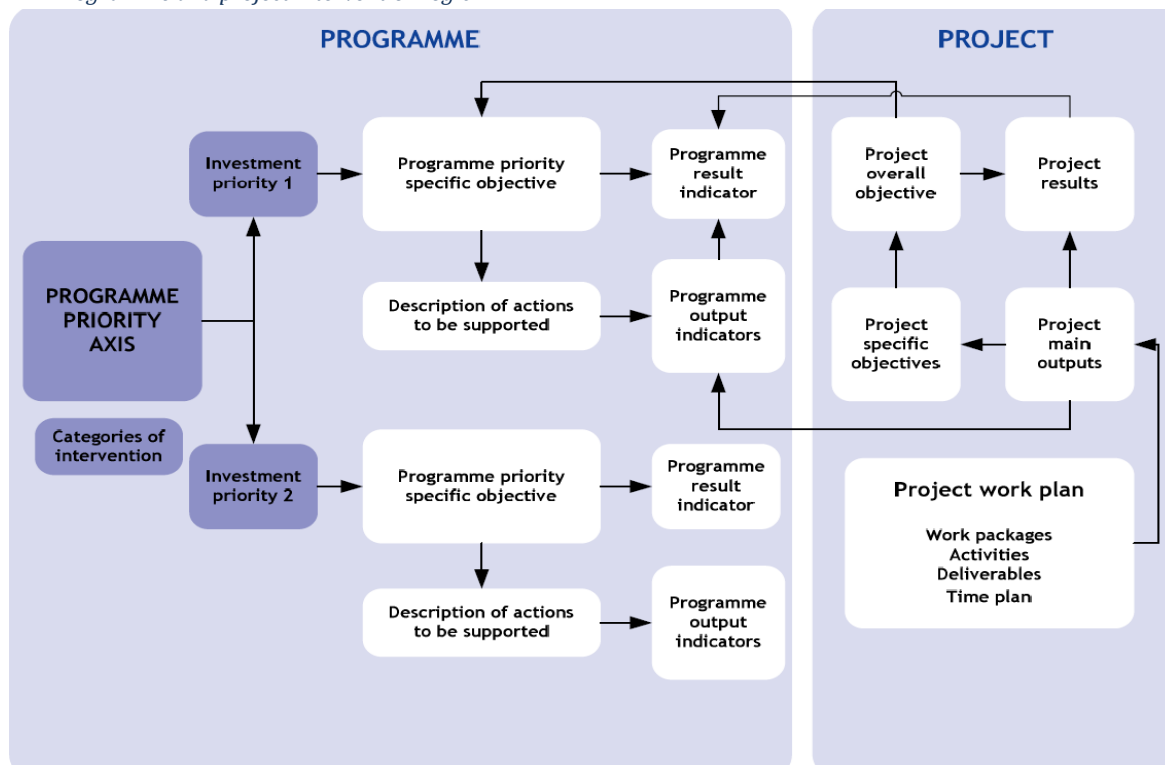 PROGRAMME
PROJECT
Investment
priority 1
Programme priority
specific objective
Programme
result
indicator
Project
overall
objective
Project
results
PROGRAMME
PRIORITY
AXIS
Description of actions
to be supported
Programme
output
indicators
Project
specific
objectives
Project
main
outputs
Categories of
intervention
Investment
priority 2
Programme priority
specific objective
Programme
result
indicator
Project work plan
Work packages
Activities
Deliverables
Time plan
Description of actions
to be supported
Programme
output
indicators